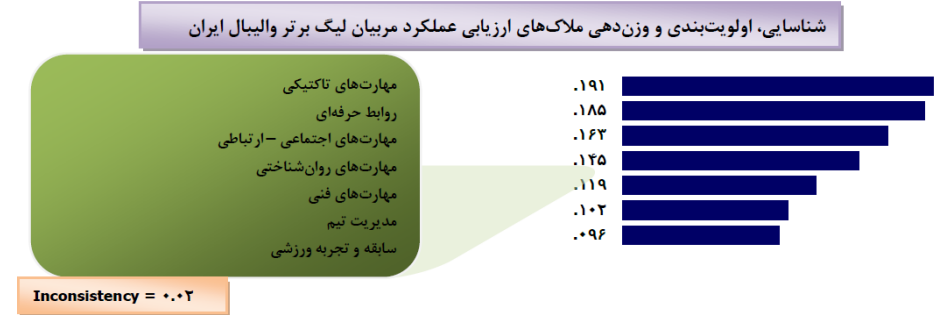 شناسایی، اولویت‌بندی و وزن‌دهی ملاک‌های ارزیابی عملکرد مربیان لیگ برتر والیبال ایران
مهارت‌های تاکتیکی
.۱۹۱
روابط حرفه‌ای
.۱۸۵
مهارت‌های اجتماعی –ارتباطی
.۱۶۳
مهارت‌های روان‌شناختی
.۱۴۵
مهارت‌های فنی
.۱۱۹
مدیریت تیم
.۱۰۲
سابقه و تجربه ورزشی
.۰۹۶
Inconsistency = ۰.۰۲